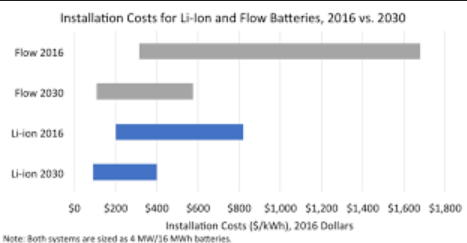 Installation Costs for Li-Ion and Flow Batteries, 2016 vs. 2030
Flow 2016
Flow 2030
Li-ion 2016
Li-ion 2030
$0 $200 $400 $600 $800 $1,000 $1,200 $1,400 $1,600 $1,800
Installation Costs ($/kWh), 2016 Dollars
Note: Both systems are sized as 4 MW/16 MWh batteries.